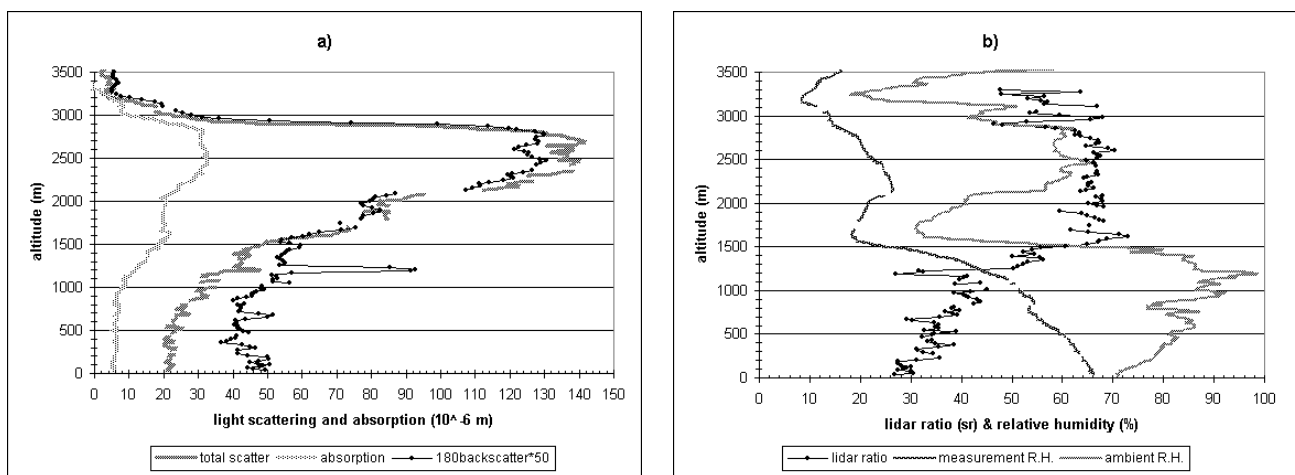 a)
3500
3000
2500
2000
1500
1000
500
0
altitude (m)
0 10 20 30 40 50 60 70 80 90 100 110 120 130 140 150
light scattering and absorption (10^-6 m)
total scatter absorption 180backscatter*50
b)
3500
3000
2500
2000
1500
1000
500
0
altitude (m)
0 10 20 30 40 50 60 70 80 90 100
lidar ratio (sr) & relative humidity (%)
lidar ratio measurement R.H. ambient R.H.